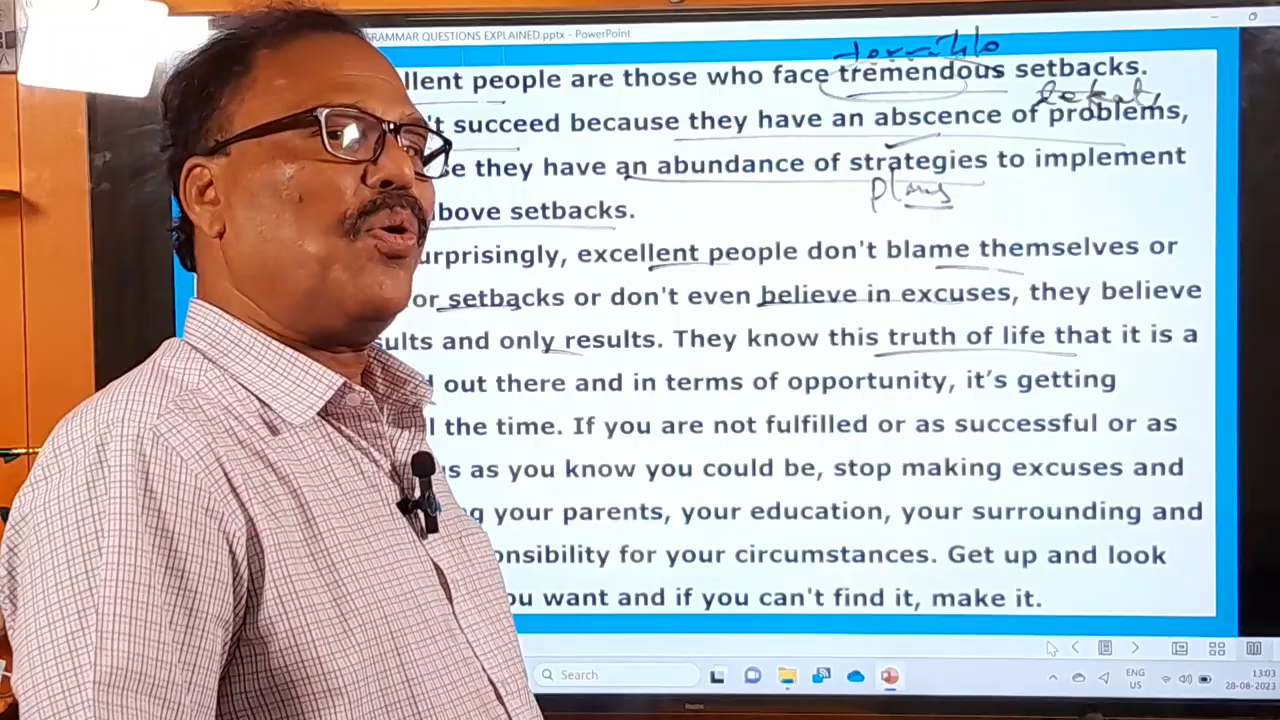 GRAMMAR QUESTIONS EXPLAINED.pptx - PowerPoint
terrible
llent people are those who face tremendous setbacks.
't succeed because they have an abscence of problems,
se they have an abundance of strategies to implement
plans
bove setbacks.
urprisingly, excellent people don't blame themselves or
or setbacks or don't even believe in excuses, they believe
sults and only results. They know this truth of life that it is a
d out there and in terms of opportunity, it's getting
l the time. If you are not fulfilled or as successful or as
us as you know you could be, stop making excuses and
ng your parents, your education, your surrounding and
onsibility for your circumstances. Get up and look
ou want and if you can't find it, make it.
Search
ENG
US
13:03
28-08-2023
Redmi